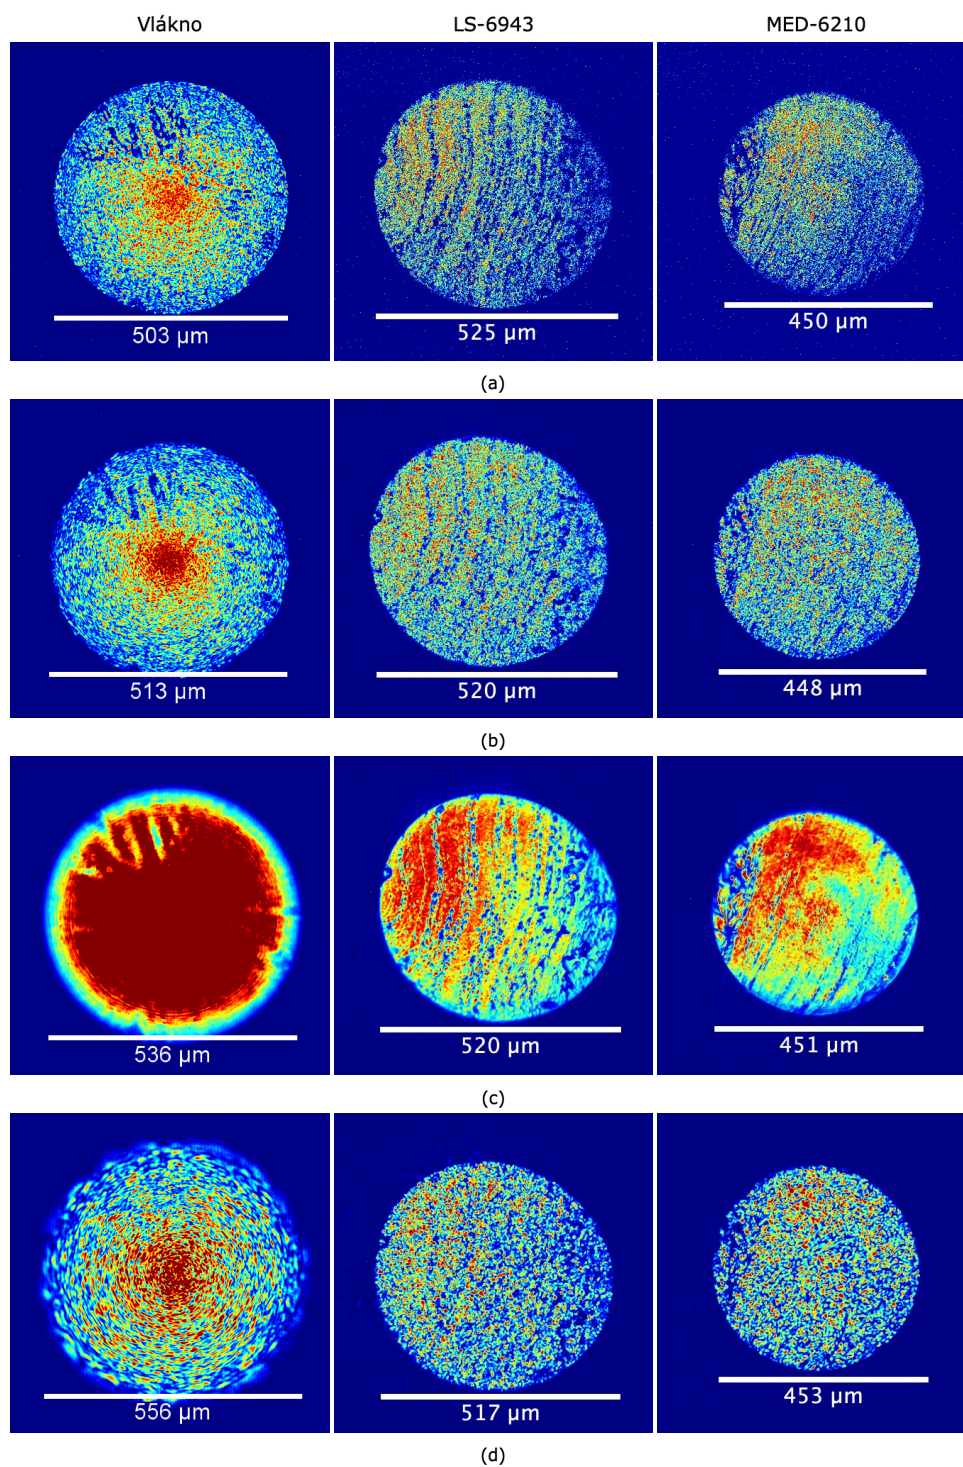 Vlákno LS-6943 MED-6210
503 µm 525 µm 450 µm
(a)
513 µm 520 µm 448 µm
(b)
536 µm 520 µm 451 µm
(c)
556 µm 517 µm 453 µm
(d)